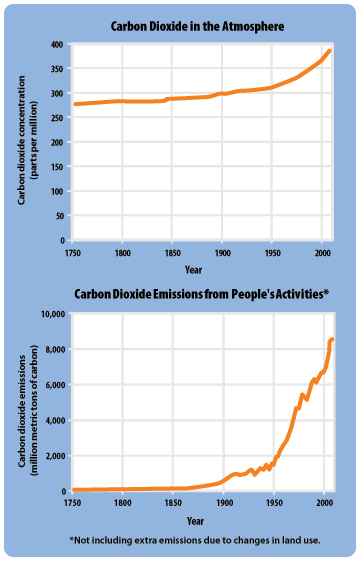 Carbon Dioxide in the Atmosphere
Carbon dioxide concentration
(parts per million)
400
350
300
250
200
150
100
50
0
1750 1800 1850 1900 1950 2000
Year
Carbon Dioxide Emissions from People's Activities*
Carbon dioxide emissions
(million metric tons of carbon)
10,000
8,000
6,000
4,000
2,000
0
1750 1800 1850 1900 1950 2000
Year
*Not including extra emissions due to changes in land use.